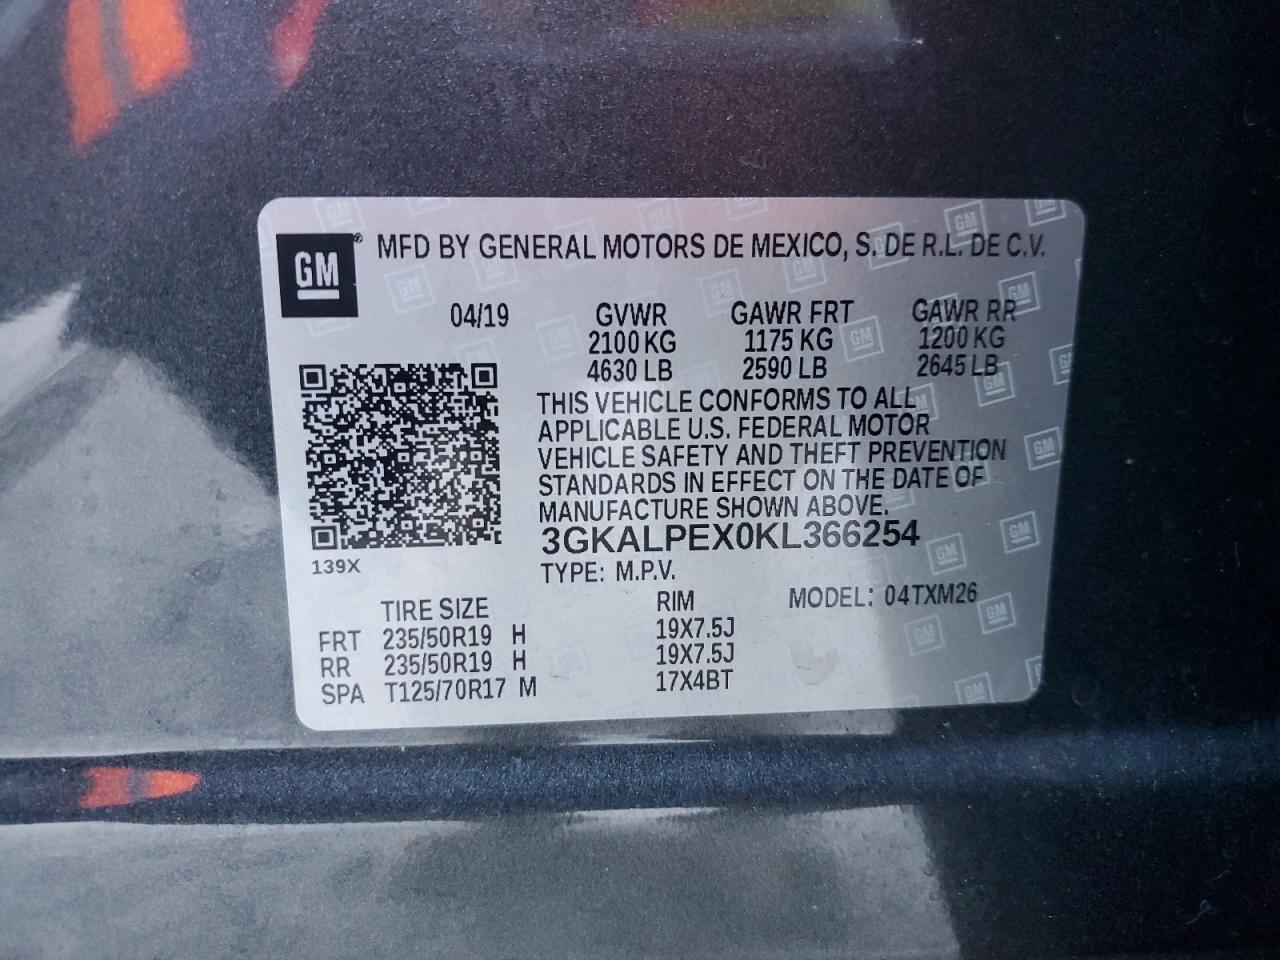 GM ® MFD BY GENERAL MOTORS DE MEXICO, S. DE R.L. DE C.V.
04/19 GVWR GAWR FRT GAWR RR
2100 KG 1175 KG 1200 KG
4630 LB 2590 LB 2645 LB
THIS VEHICLE CONFORMS TO ALL
APPLICABLE U.S. FEDERAL MOTOR
VEHICLE SAFETY AND THEFT PREVENTION
STANDARDS IN EFFECT ON THE DATE OF
MANUFACTURE SHOWN ABOVE.
3GKALPEX0KL366254
139X
TYPE: M.P.V.
TIRE SIZE RIM MODEL: 04TXM26
FRT 235/50R19 H 19X7.5J
RR 235/50R19 H 19X7.5J
SPA T125/70R17 M 17X4BT